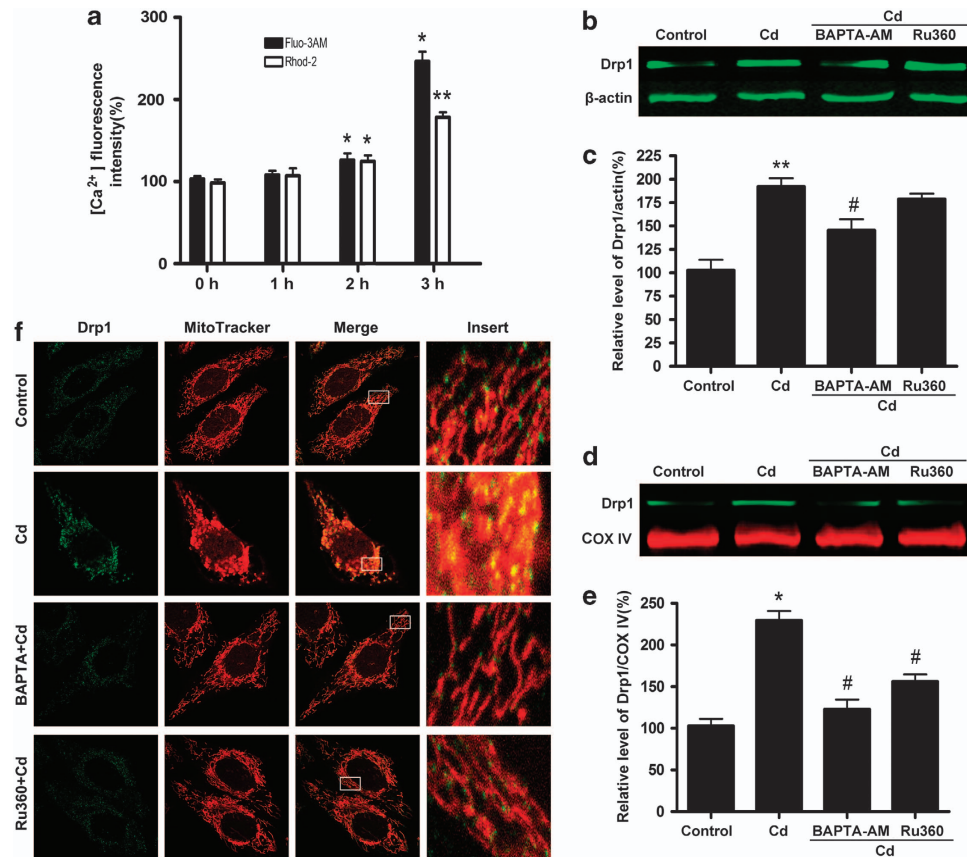 a
[Ca²⁺] fluorescence
intensity(%)
300
200
100
0
Fluo-3AM
Rhod-2
*
*
*
**
0 h
1 h
2 h
3 h
b
Cd
Control
Cd
BAPTA-AM
Ru360
Drp1
β-actin
c
Relative level of Drp1/actin(%)
225
200
175
150
125
100
75
50
25
0
**
#
Control
Cd
BAPTA-AM
Ru360
Cd
d
Cd
Control
Cd
BAPTA-AM
Ru360
Drp1
COX IV
e
Relative level of Drp1/COX IV(%)
250
200
150
100
50
0
*
#
#
Control
Cd
BAPTA-AM
Ru360
Cd
f
Drp1
MitoTracker
Merge
Insert
Control
Cd
BAPTA+Cd
Ru360+Cd